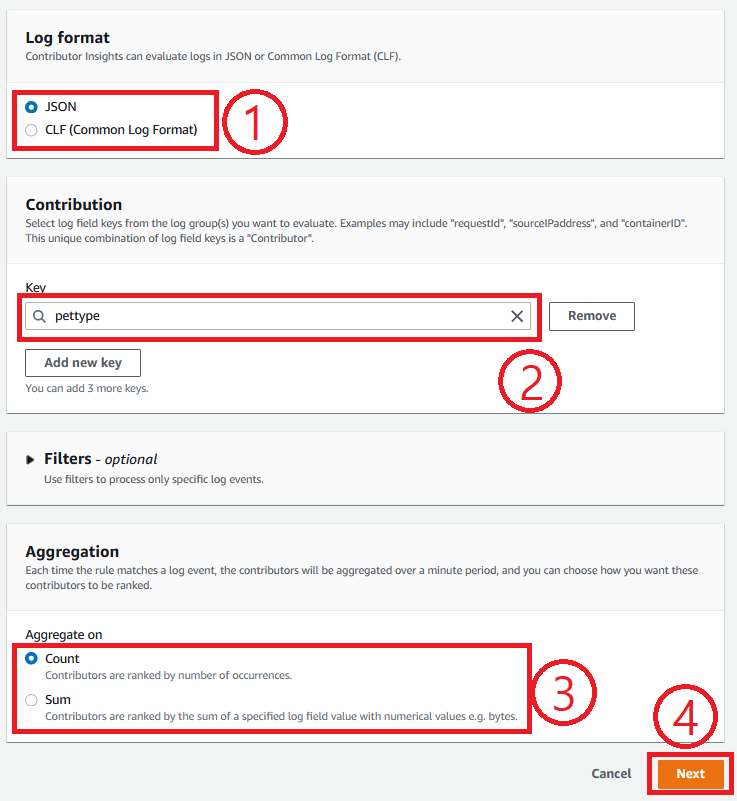 Log format
Contributor Insights can evaluate logs in JSON or Common Log Format (CLF).
JSON
CLF (Common Log Format)
1
Contribution
Select log field keys from the log group(s) you want to evaluate. Examples may include "requestId", "sourceIPaddress", and "containerID".
This unique combination of log field keys is a "Contributor".
Key
pettype
Remove
Add new key
2
You can add 3 more keys.
Filters - optional
Use filters to process only specific log events.
Aggregation
Each time the rule matches a log event, the contributors will be aggregated over a minute period, and you can choose how you want these
contributors to be ranked.
Aggregate on
Count
Contributors are ranked by number of occurrences.
Sum
Contributors are ranked by the sum of a specified log field value with numerical values e.g. bytes.
3
4
Cancel
Next